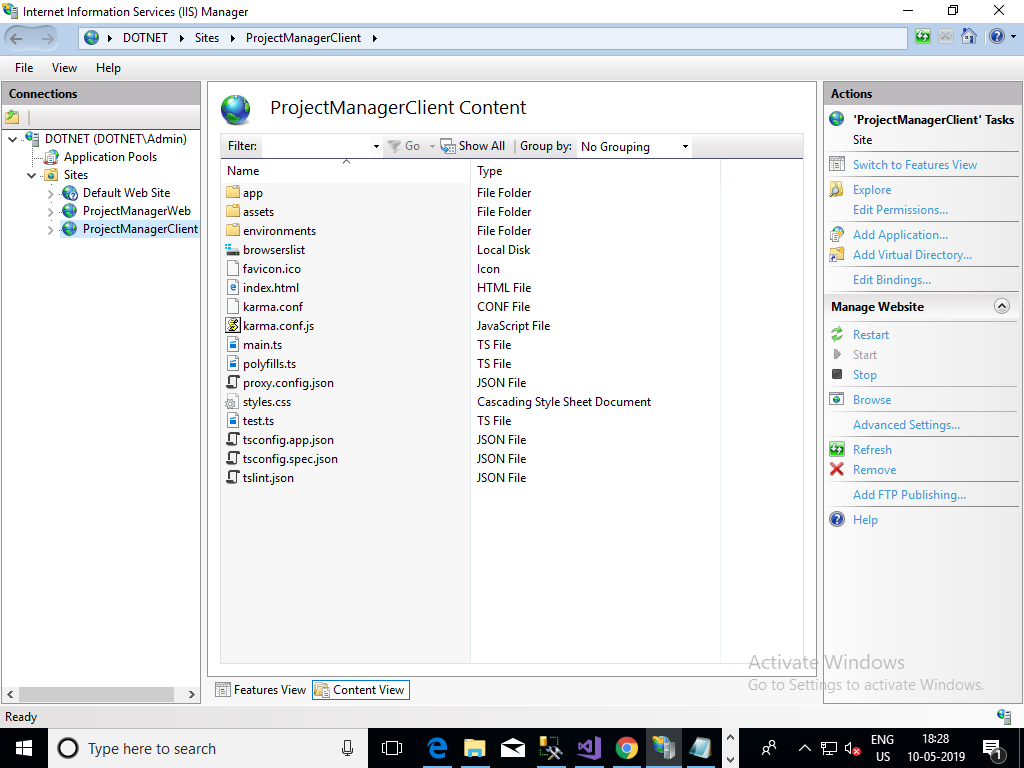 Internet Information Services (IIS) Manager
DOTNET Sites ProjectManagerClient
File View Help
Connections
DOTNET (DOTNET\Admin)
Application Pools
Sites
Default Web Site
ProjectManagerWeb
ProjectManagerClient
ProjectManagerClient Content
Filter: Go Show All Group by: No Grouping
Name Type
app File Folder
assets File Folder
environments File Folder
browserslist Local Disk
favicon.ico Icon
index.html HTML File
karma.conf CONF File
karma.conf.js JavaScript File
main.ts TS File
polyfills.ts TS File
proxy.config.json JSON File
styles.css Cascading Style Sheet Document
test.ts TS File
tsconfig.app.json JSON File
tsconfig.spec.json JSON File
tslint.json JSON File
Features View Content View
Actions
'ProjectManagerClient' Tasks
Site
Switch to Features View
Explore
Edit Permissions...
Add Application...
Add Virtual Directory...
Edit Bindings...
Manage Website
Restart
Start
Stop
Browse
Advanced Settings...
Refresh
Remove
Add FTP Publishing...
Help
Activate Windows
Go to Settings to activate Windows.
Ready
Type here to search
ENG
US
18:28
10-05-2019
1